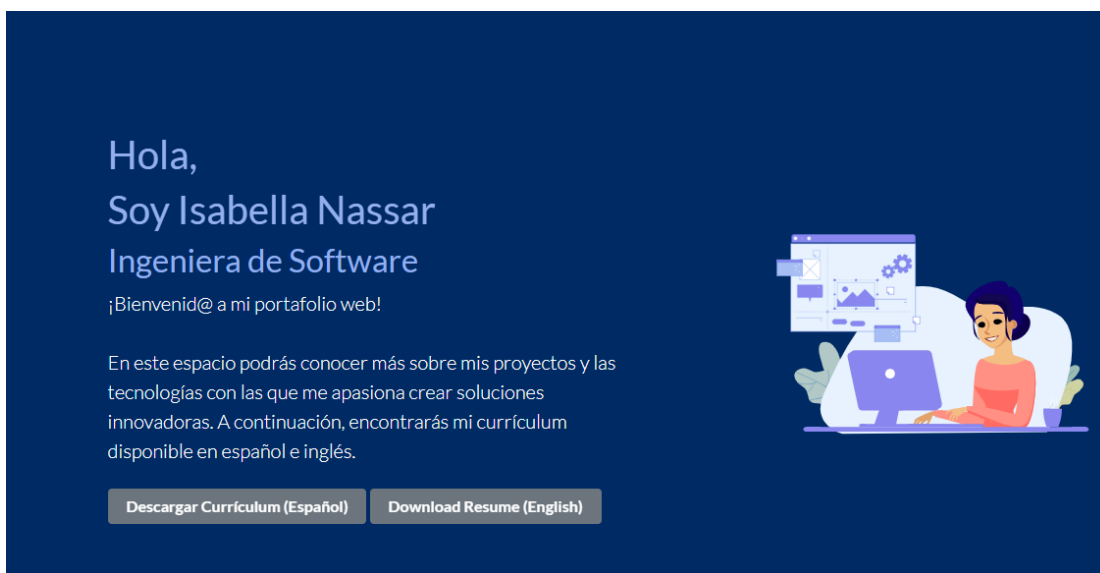 Hola,
Soy Isabella Nassar
Ingeniera de Software
¡Bienvenid@ a mi portafolio web!
En este espacio podrás conocer más sobre mis proyectos y las
tecnologías con las que me apasiona crear soluciones
innovadoras. A continuación, encontrarás mi currículum
disponible en español e inglés.
Descargar Currículum (Español)
Download Resume (English)